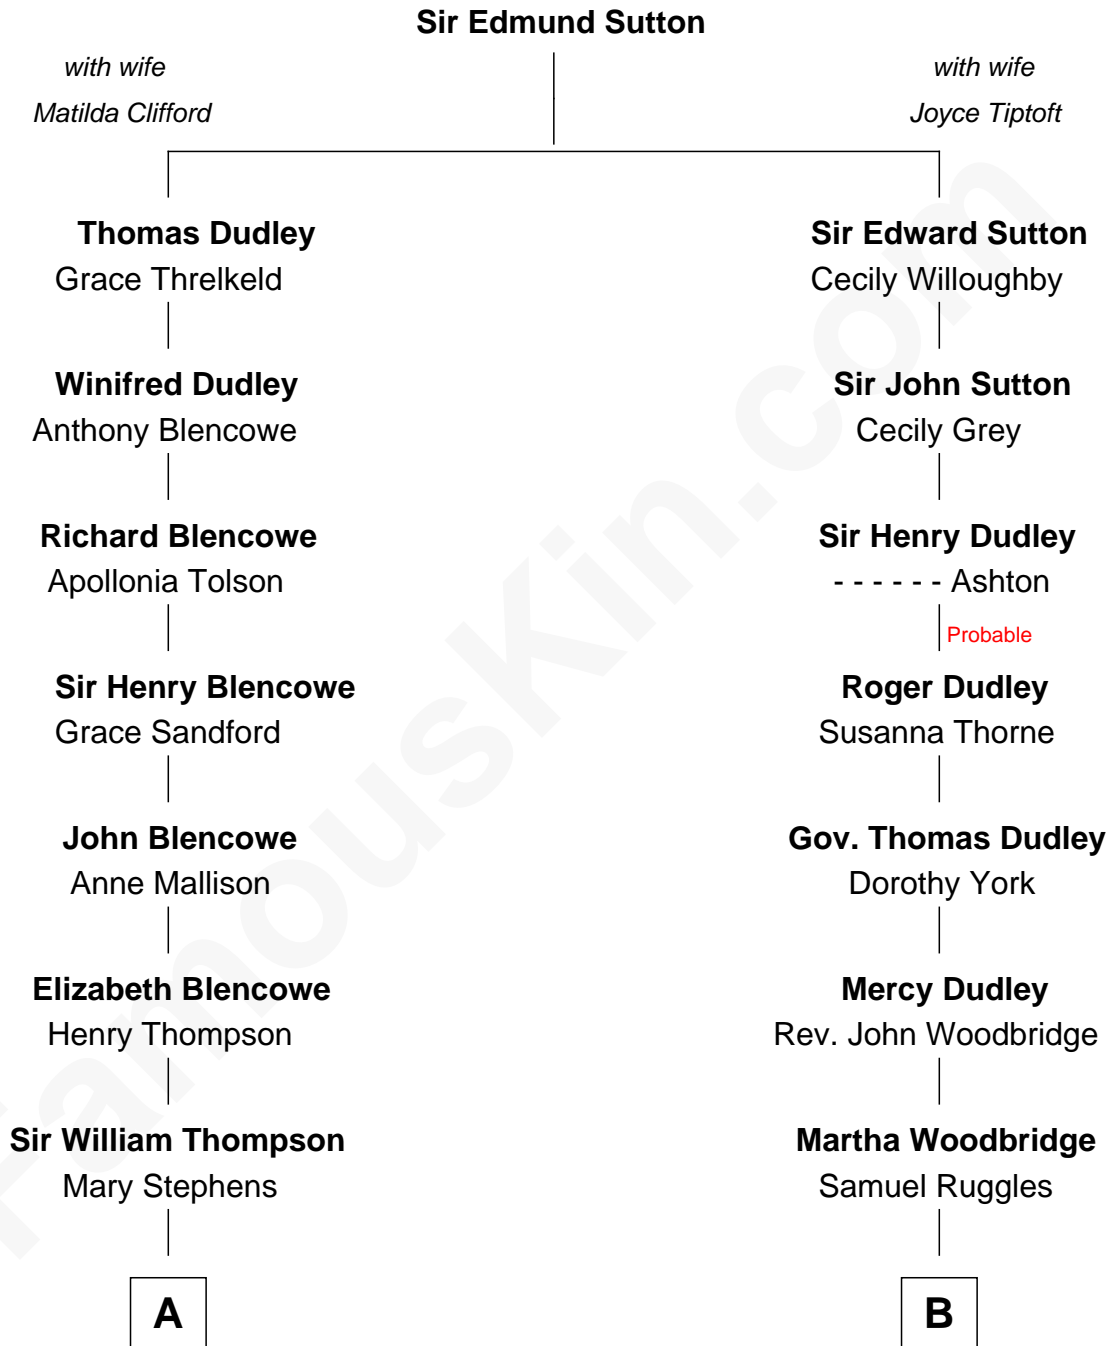 Sir Edmund Sutton
with wife
Matilda Clifford
with wife
Joyce Tiptoft
Thomas Dudley
Grace Threlkeld
Sir Edward Sutton
Cecily Willoughby
Winifred Dudley
Anthony Blencowe
Sir John Sutton
Cecily Grey
Richard Blencowe
Apollonia Tolson
Sir Henry Dudley
- - - - - - Ashton
Probable
Sir Henry Blencowe
Grace Sandford
Roger Dudley
Susanna Thorne
John Blencowe
Anne Mallison
Gov. Thomas Dudley
Dorothy York
Elizabeth Blencowe
Henry Thompson
Mercy Dudley
Rev. John Woodbridge
Sir William Thompson
Mary Stephens
Martha Woodbridge
Samuel Ruggles
A
B
FamousKin.com